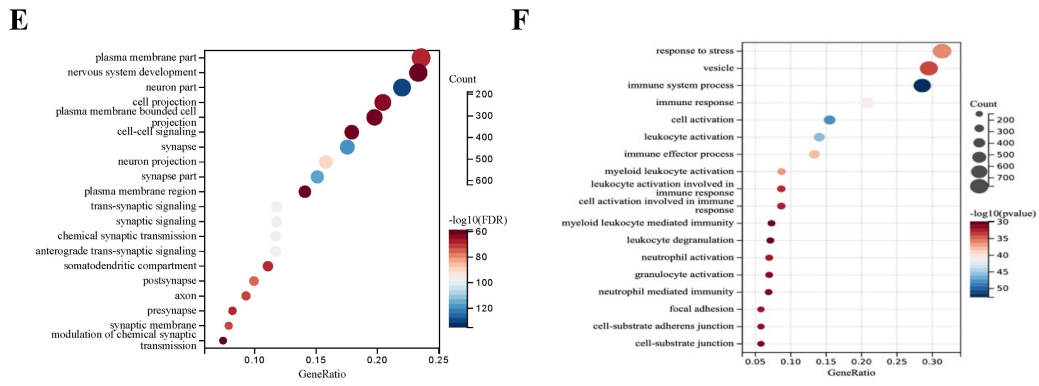 E
plasma membrane part
nervous system development
neuron part
cell projection
plasma membrane bounded cell
projection
cell-cell signaling
synapse
neuron projection
synapse part
plasma membrane region
trans-synaptic signaling
synaptic signaling
chemical synaptic transmission
anterograde trans-synaptic signaling
somatodendritic compartment
postsynapse
axon
presynapse
synaptic membrane
modulation of chemical synaptic
transmission
0.10 0.15 0.20 0.25
GeneRatio
Count
200
300
400
500
600
-log10(FDR)
60
80
100
120
F
response to stress
vesicle
immune system process
immune response
cell activation
leukocyte activation
immune effector process
myeloid leukocyte activation
leukocyte activation involved in
immune response
cell activation involved in immune
response
myeloid leukocyte mediated immunity
leukocyte degranulation
neutrophil activation
granulocyte activation
neutrophil mediated immunity
focal adhesion
cell-substrate adherens junction
cell-substrate junction
0.05 0.10 0.15 0.20 0.25 0.30
GeneRatio
Count
200
300
400
500
600
700
-log10(pvalue)
30
35
40
45
50